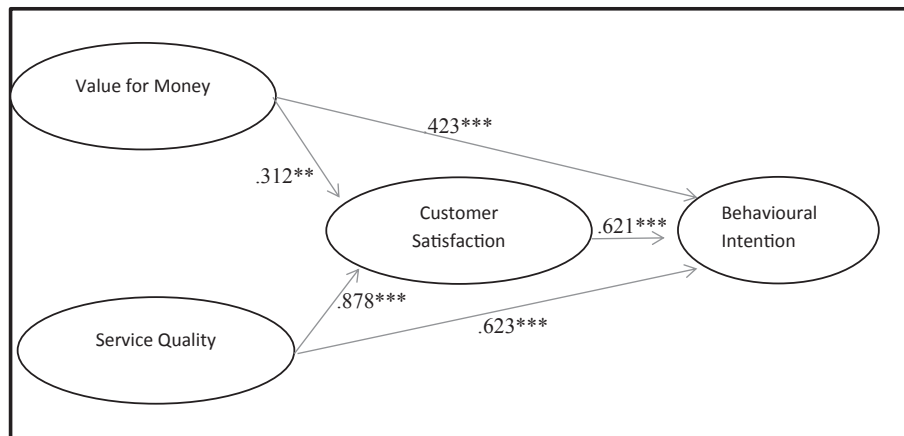 Value for Money
.423***
.312**
Customer
Satisfaction
.621***
Behavioural
Intention
.878***
.623***
Service Quality